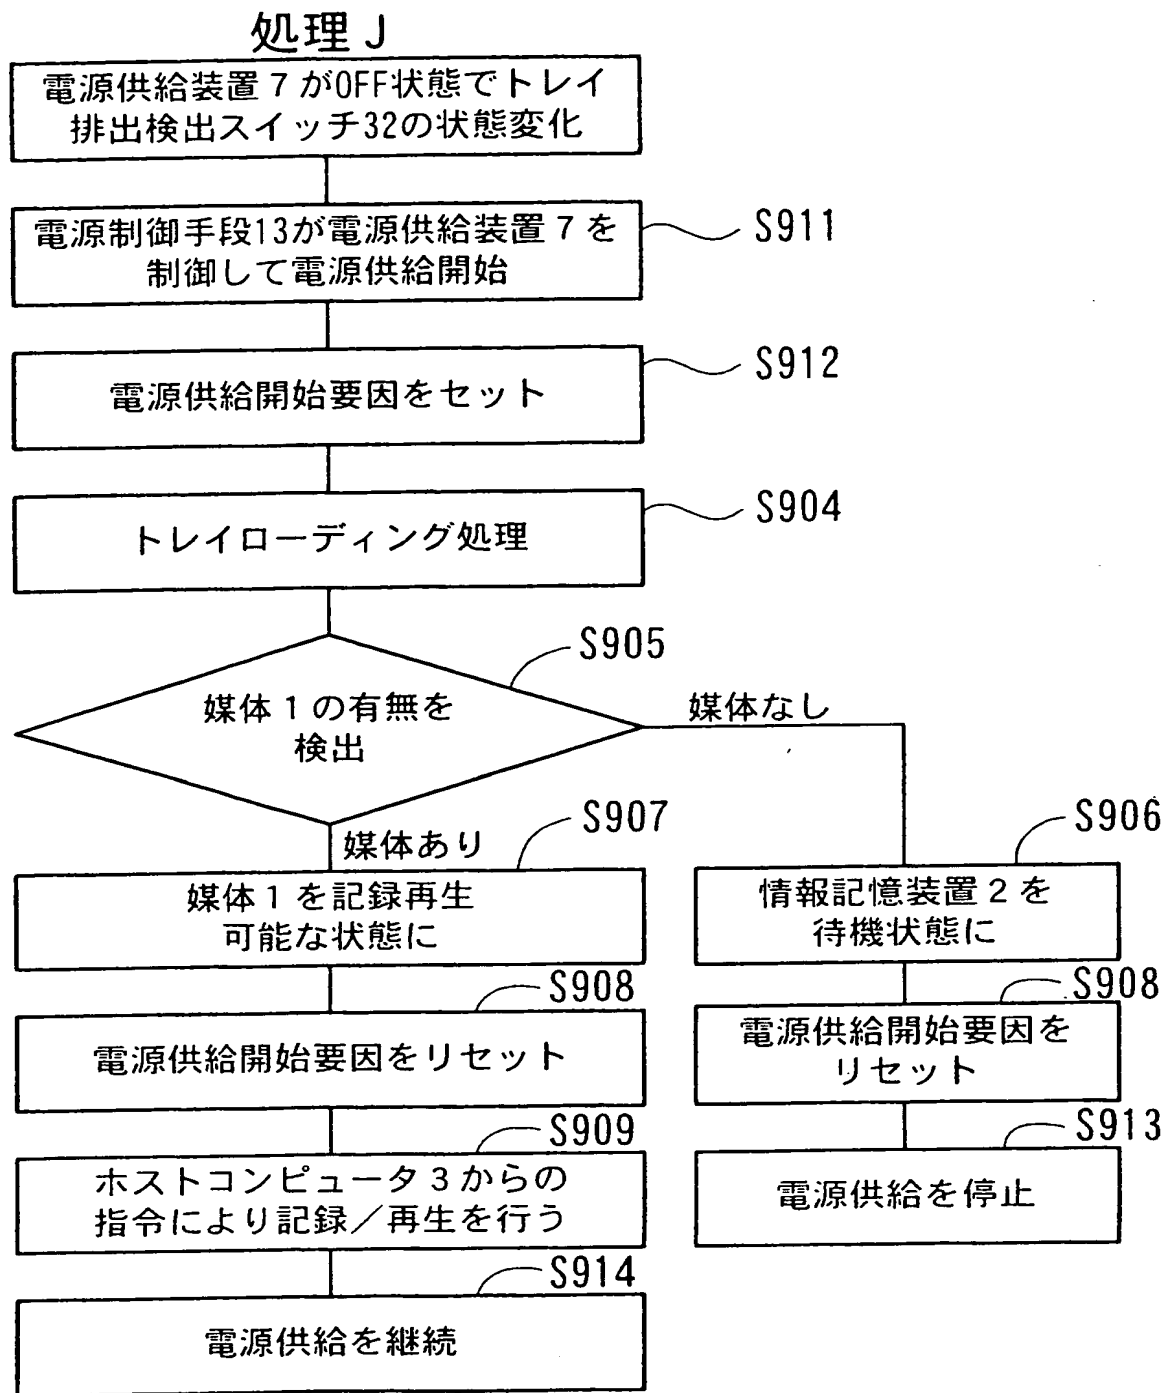 処理 J
電源供給装置７がOFF状態でトレイ
排出検出スイッチ32の状態変化
電源制御手段13が電源供給装置７を
制御して電源供給開始
S911
電源供給開始要因をセット
S912
トレイローディング処理
S904
S905
媒体１の有無を
検出
媒体なし
媒体あり
S907
媒体１を記録再生
可能な状態に
S906
情報記憶装置２を
待機状態に
S908
電源供給開始要因をリセット
S908
電源供給開始要因を
リセット
S909
ホストコンピュータ３からの
指令により記録／再生を行う
S913
電源供給を停止
S914
電源供給を継続